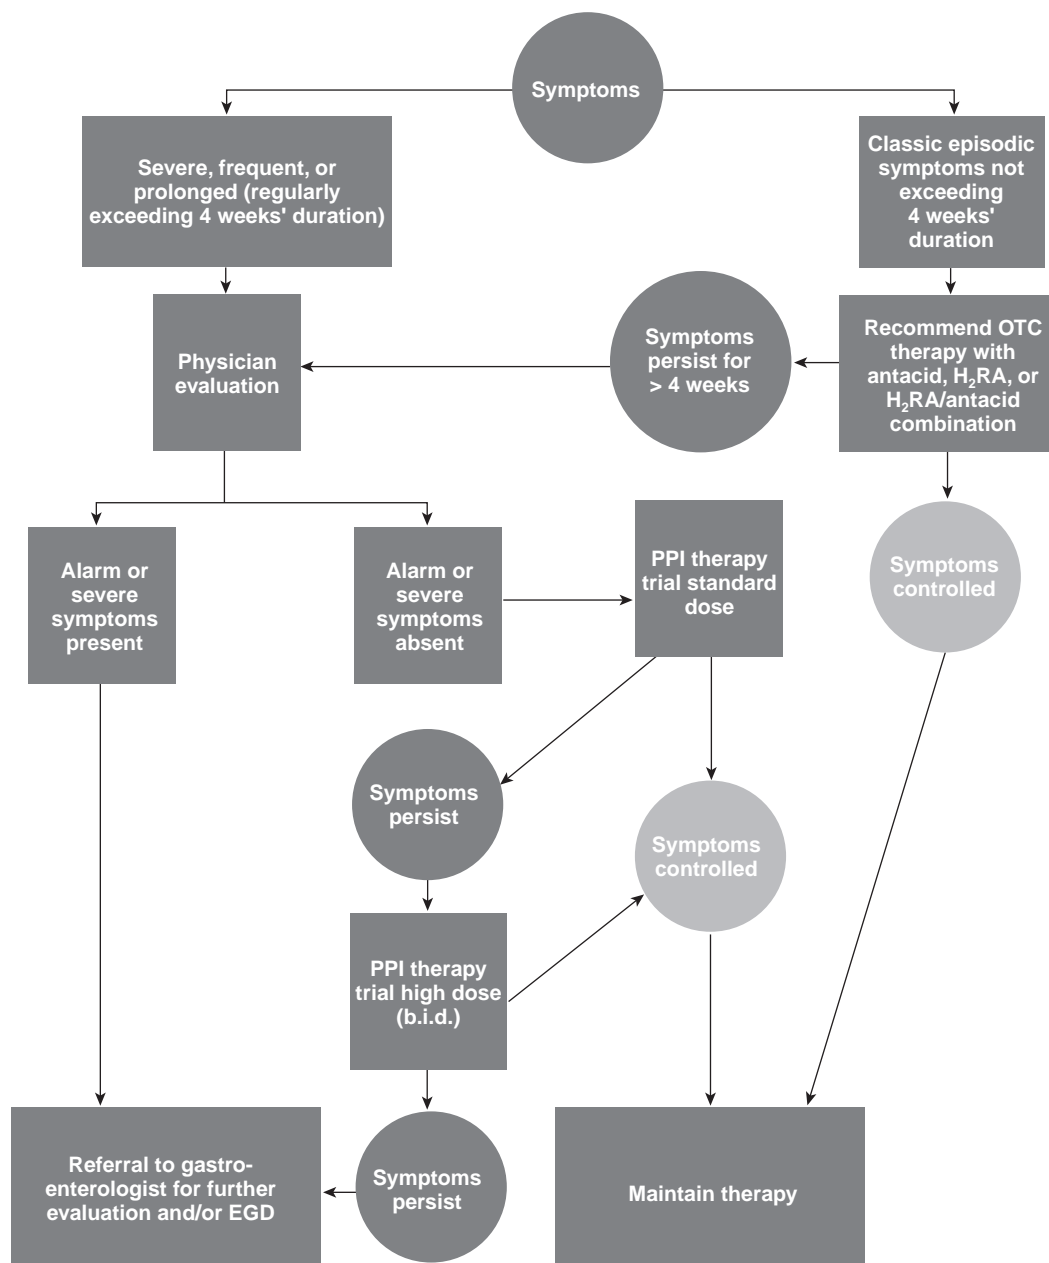 Symptoms
Severe, frequent, or
prolonged (regularly
exceeding 4 weeks' duration)
Classic episodic
symptoms not
exceeding
4 weeks'
duration
Physician
evaluation
Symptoms
persist for
> 4 weeks
Recommend OTC
therapy with
antacid, H₂RA, or
H₂RA/antacid
combination
Alarm or
severe
symptoms
present
Alarm or
severe
symptoms
absent
PPI therapy
trial standard
dose
Symptoms
controlled
Symptoms
persist
Symptoms
controlled
PPI therapy
trial high dose
(b.i.d.)
Referral to gastro-
enterologist for further
evaluation and/or EGD
Symptoms
persist
Maintain therapy